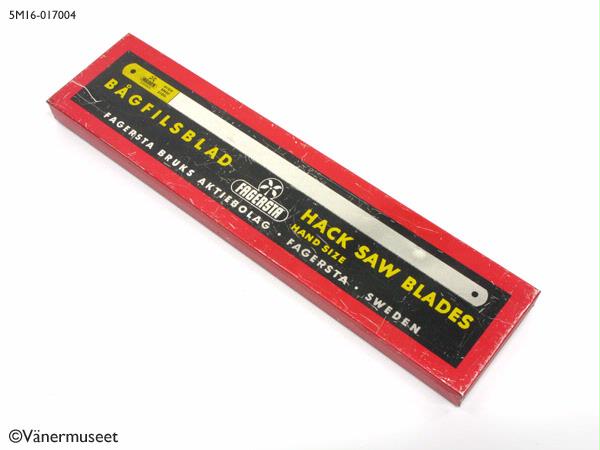 5M16-017004
BÅGFILSBLAD
FAGERSTA
HACK SAW BLADES
HAND SIZE
FAGERSTA BRUKS AKTIEBOLAG · FAGERSTA · SWEDEN
©Vänermuseet